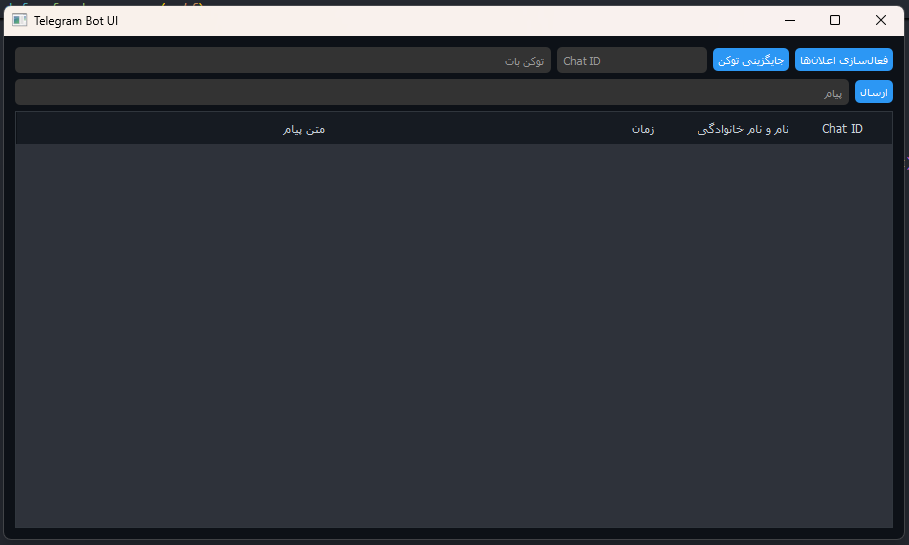 Telegram Bot UI
فعال‌سازی اعلان‌ها جایگزینی توکن Chat ID توکن بات
ارسال پیام
Chat ID نام و نام خانوادگی زمان متن پیام